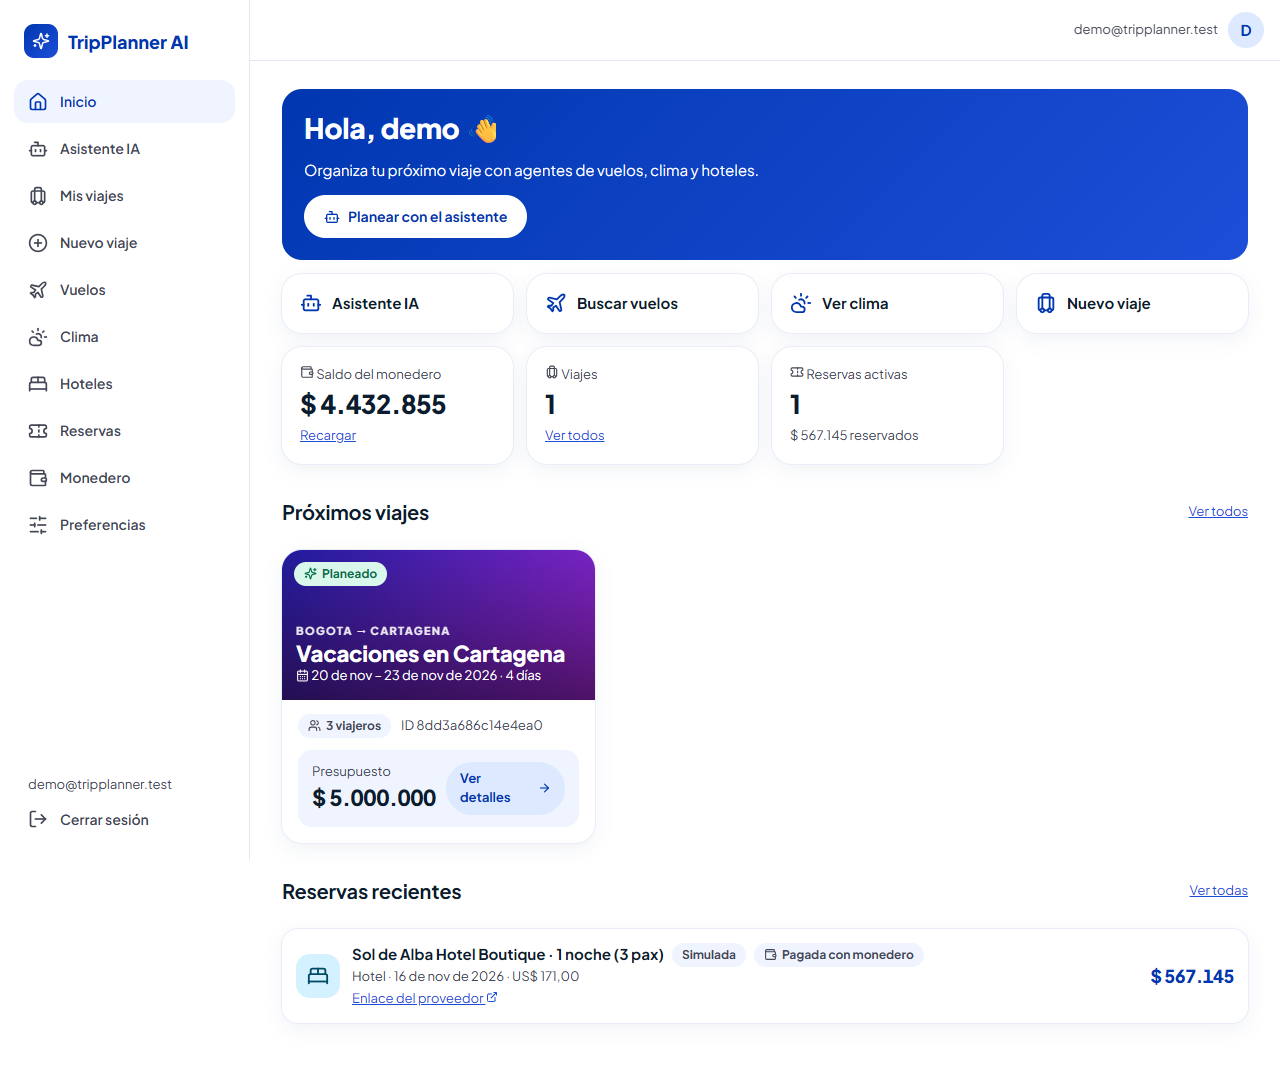 TripPlanner AI
Inicio
Asistente IA
Mis viajes
Nuevo viaje
Vuelos
Clima
Hoteles
Reservas
Monedero
Preferencias
demo@tripplanner.test
Cerrar sesión
demo@tripplanner.test
D
Hola, demo 👋
Organiza tu próximo viaje con agentes de vuelos, clima y hoteles.
Planear con el asistente
Asistente IA
Buscar vuelos
Ver clima
Nuevo viaje
Saldo del monedero
$ 4.432.855
Recargar
Viajes
1
Ver todos
Reservas activas
1
$ 567.145 reservados
Próximos viajes
Ver todos
Planeado
BOGOTA → CARTAGENA
Vacaciones en Cartagena
20 de nov – 23 de nov de 2026 · 4 días
3 viajeros
ID 8dd3a686c14e4ea0
Presupuesto
$ 5.000.000
Ver
detalles
Reservas recientes
Ver todas
Sol de Alba Hotel Boutique · 1 noche (3 pax)
Simulada
Pagada con monedero
Hotel · 16 de nov de 2026 · US$ 171,00
Enlace del proveedor
$ 567.145